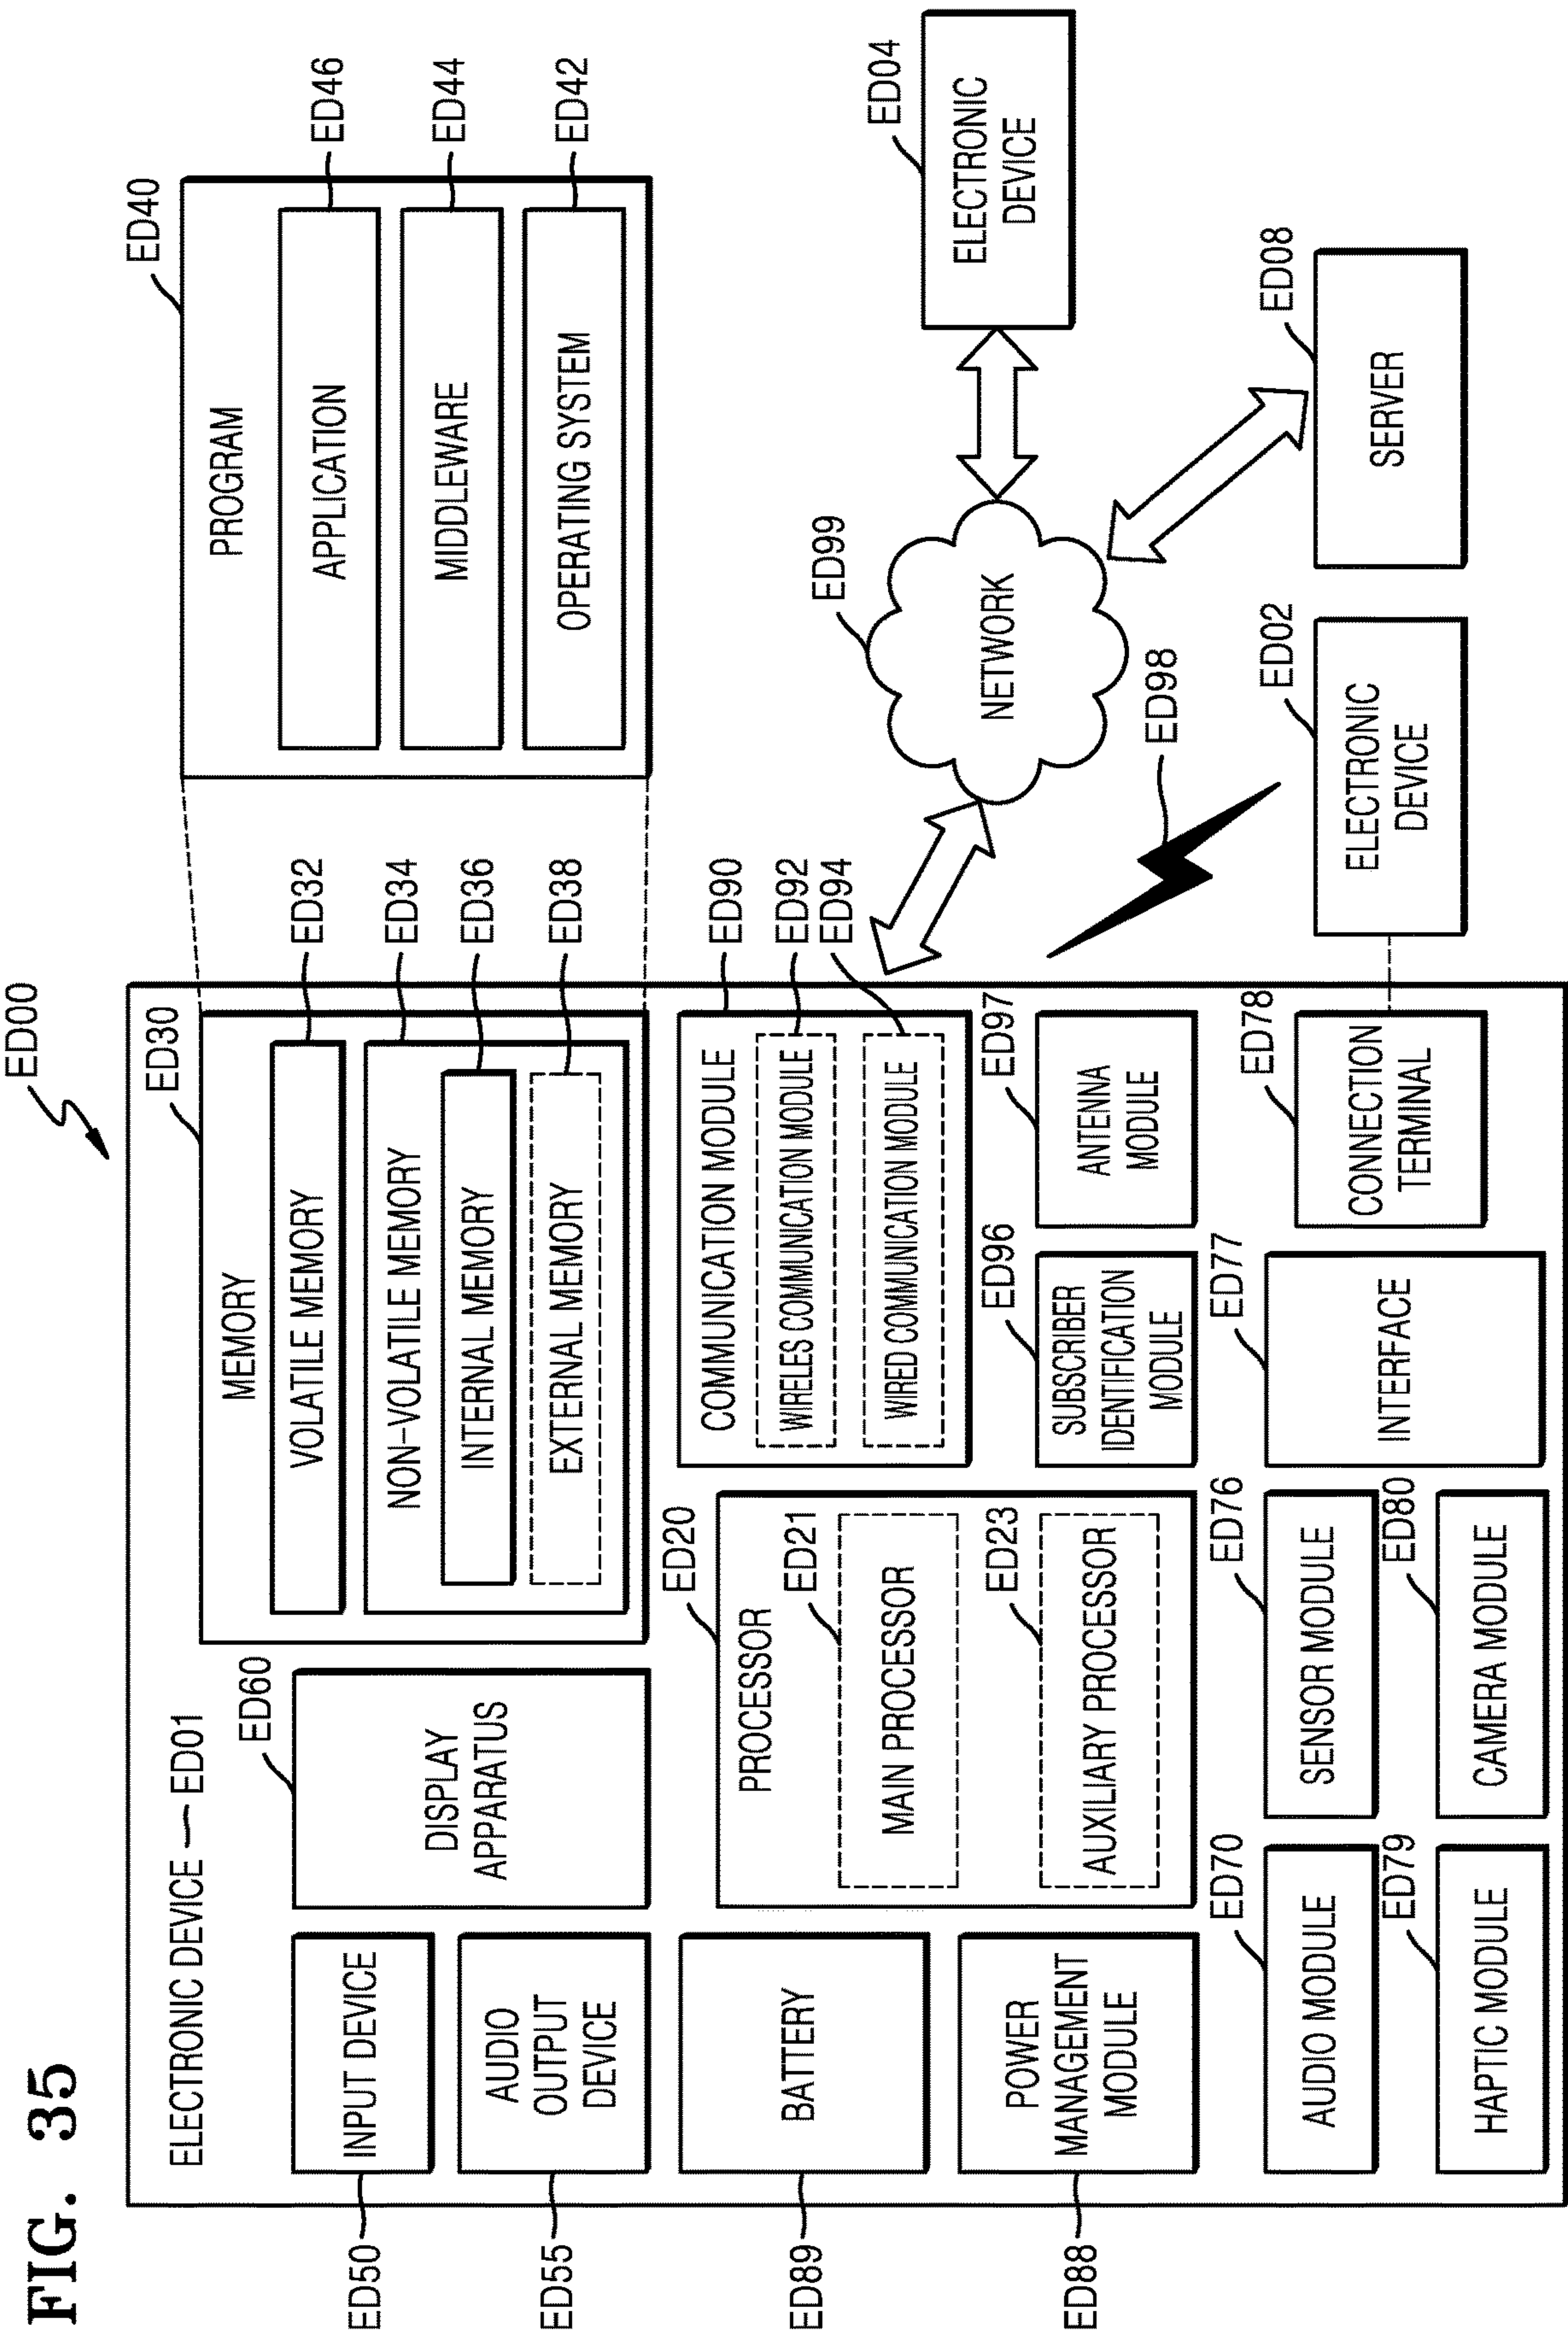 FIG. 35
ED00
ELECTRONIC DEVICE
ED01
ED50
INPUT DEVICE
ED55
AUDIO
OUTPUT
DEVICE
ED89
BATTERY
ED88
POWER
MANAGEMENT
MODULE
ED60
DISPLAY
APPARATUS
ED30
MEMORY
VOLATILE MEMORY
ED32
NON-VOLATILE MEMORY
ED34
INTERNAL MEMORY
ED36
EXTERNAL MEMORY
ED38
ED40
PROGRAM
APPLICATION
ED46
MIDDLEWARE
ED44
OPERATING SYSTEM
ED42
ED20
PROCESSOR
ED21
MAIN PROCESSOR
ED23
AUXILIARY PROCESSOR
COMMUNICATION MODULE
ED90
WIRELES COMMUNICATION MODULE
ED92
WIRED COMMUNICATION MODULE
ED94
ED96
SUBSCRIBER
IDENTIFICATION
MODULE
ED97
ANTENNA
MODULE
ED70
AUDIO MODULE
ED76
SENSOR MODULE
ED77
INTERFACE
ED78
CONNECTION
TERMINAL
ED79
HAPTIC MODULE
ED80
CAMERA MODULE
ED99
NETWORK
ED98
ED04
ELECTRONIC
DEVICE
ED02
ELECTRONIC
DEVICE
ED08
SERVER